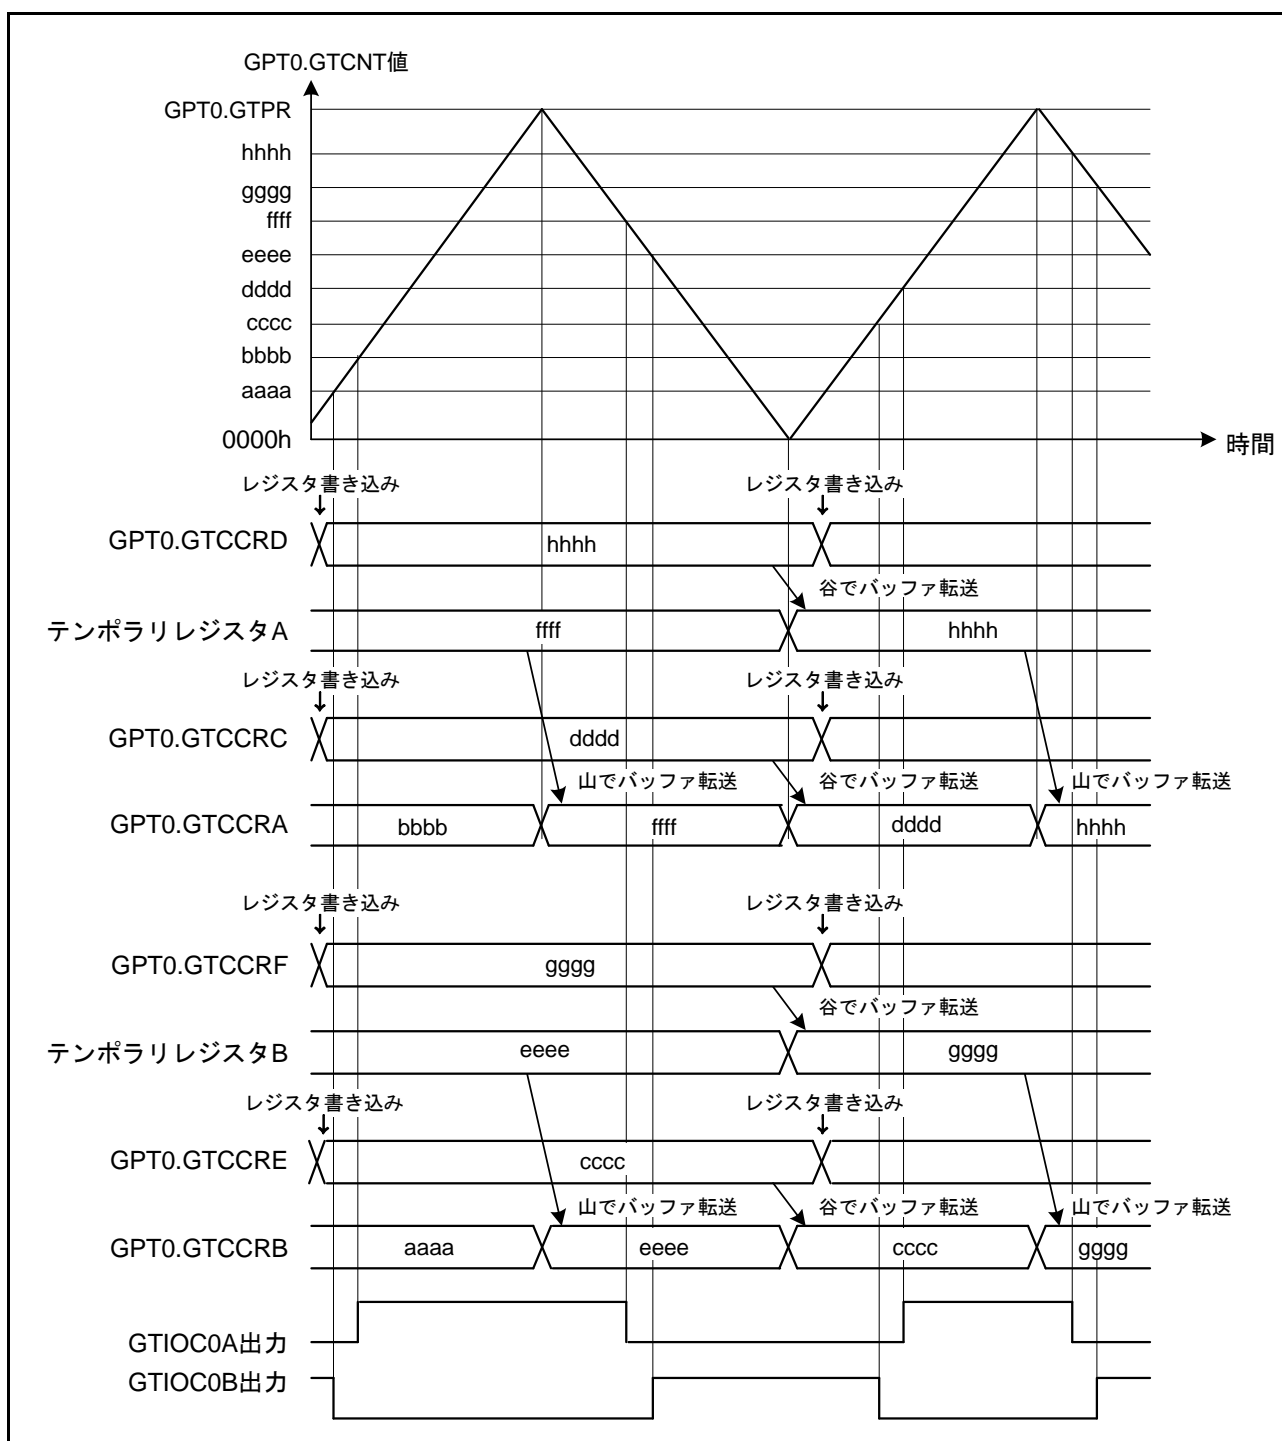 GPT0.GTCNT値
GPT0.GTPR
hhhh
gggg
ffff
eeee
dddd
cccc
bbbb
aaaa
0000h
時間
レジスタ書き込み レジスタ書き込み
GPT0.GTCCRD hhhh
谷でバッファ転送
テンポラリレジスタA ffff hhhh
レジスタ書き込み レジスタ書き込み
GPT0.GTCCRC dddd
山でバッファ転送 谷でバッファ転送 山でバッファ転送
GPT0.GTCCRA bbbb ffff dddd hhhh
レジスタ書き込み レジスタ書き込み
GPT0.GTCCRF gggg
谷でバッファ転送
テンポラリレジスタB eeee gggg
レジスタ書き込み レジスタ書き込み
GPT0.GTCCRE cccc
山でバッファ転送 谷でバッファ転送 山でバッファ転送
GPT0.GTCCRB aaaa eeee cccc gggg
GTIOC0A出力
GTIOC0B出力